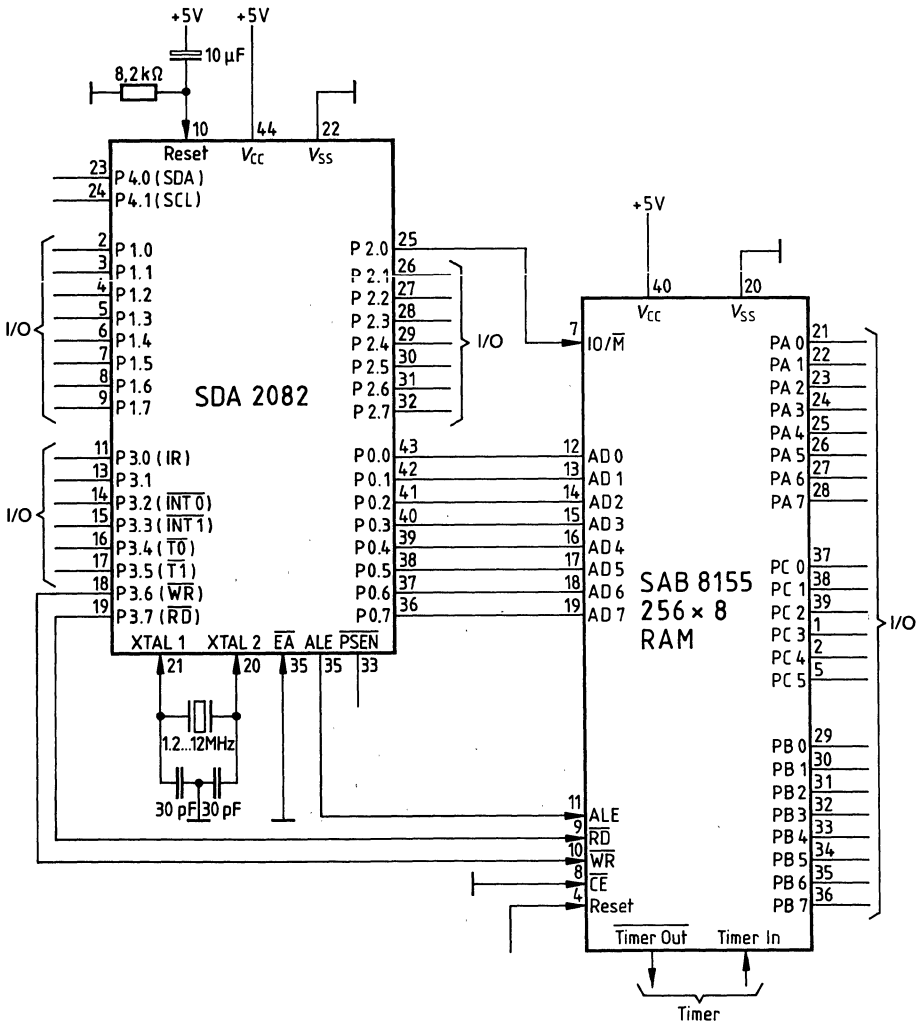 +5V +5V
10 µF
8,2 kΩ
10 44 22
Reset VCC VSS
23 P4.0 (SDA)
24 P4.1 (SCL)
I/O
2 P1.0
3 P1.1
4 P1.2
5 P1.3
6 P1.4
7 P1.5
8 P1.6
9 P1.7
I/O
11 P3.0 (IR)
13 P3.1
14 P3.2 (INT0)
15 P3.3 (INT1)
16 P3.4 (T0)
17 P3.5 (T1)
18 P3.6 (WR)
19 P3.7 (RD)
SDA 2082
P2.0 25
P2.1 26
P2.2 27
P2.3 28
P2.4 29
P2.5 30
P2.6 31
P2.7 32
I/O
P0.0 43
P0.1 42
P0.2 41
P0.3 40
P0.4 39
P0.5 38
P0.6 37
P0.7 36
XTAL 1 XTAL 2 EA ALE PSEN
21 20 35 35 33
1.2...12MHz
30 pF 30 pF
+5V
40 20
VCC VSS
7 IO/M
12 AD0
13 AD1
14 AD2
15 AD3
16 AD4
17 AD5
18 AD6
19 AD7
SAB 8155
256 × 8
RAM
11 ALE
9 RD
10 WR
8 CE
4 Reset
PA0 21
PA1 22
PA2 23
PA3 24
PA4 25
PA5 26
PA6 27
PA7 28
PC0 37
PC1 38
PC2 39
PC3 1
PC4 2
PC5 5
PB0 29
PB1 30
PB2 31
PB3 32
PB4 33
PB5 34
PB6 35
PB7 36
I/O
Timer Out Timer In
Timer